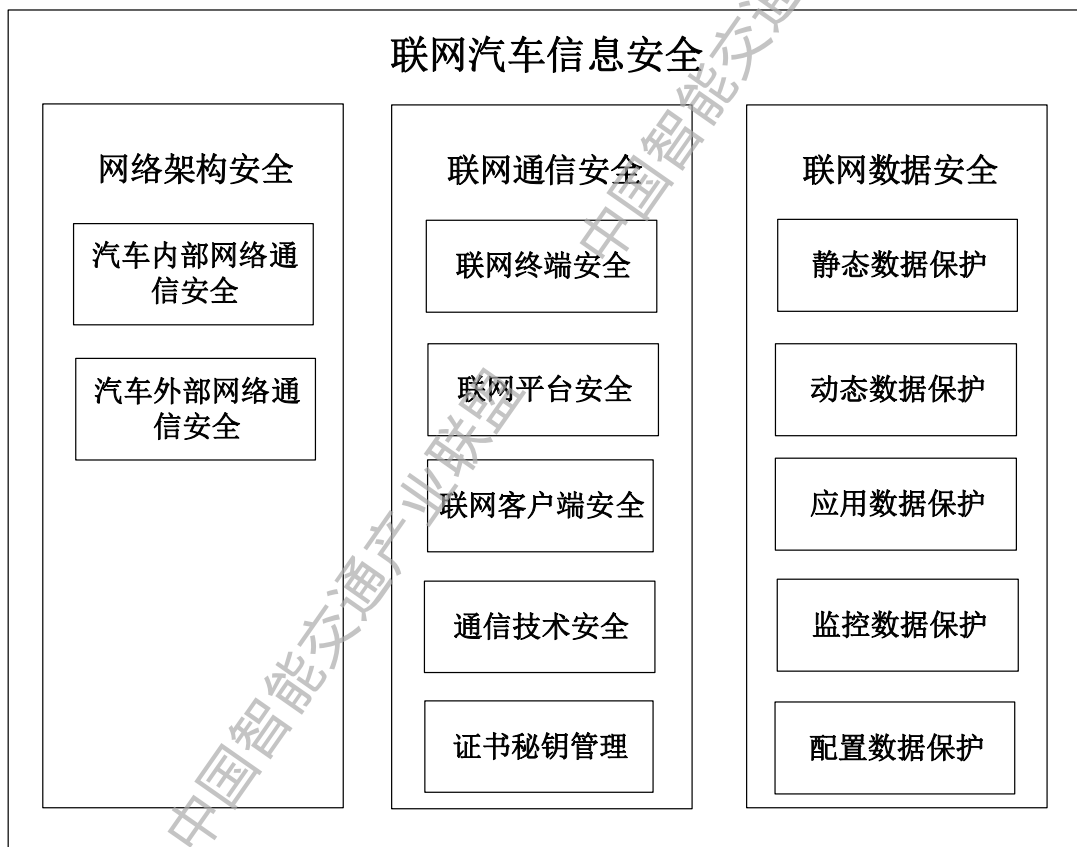 联网汽车信息安全
网络架构安全
汽车内部网络通
信安全
汽车外部网络通
信安全
联网通信安全
联网终端安全
联网平台安全
联网客户端安全
通信技术安全
证书秘钥管理
联网数据安全
静态数据保护
动态数据保护
应用数据保护
监控数据保护
配置数据保护
中国智能交通产业联盟
中国智能交